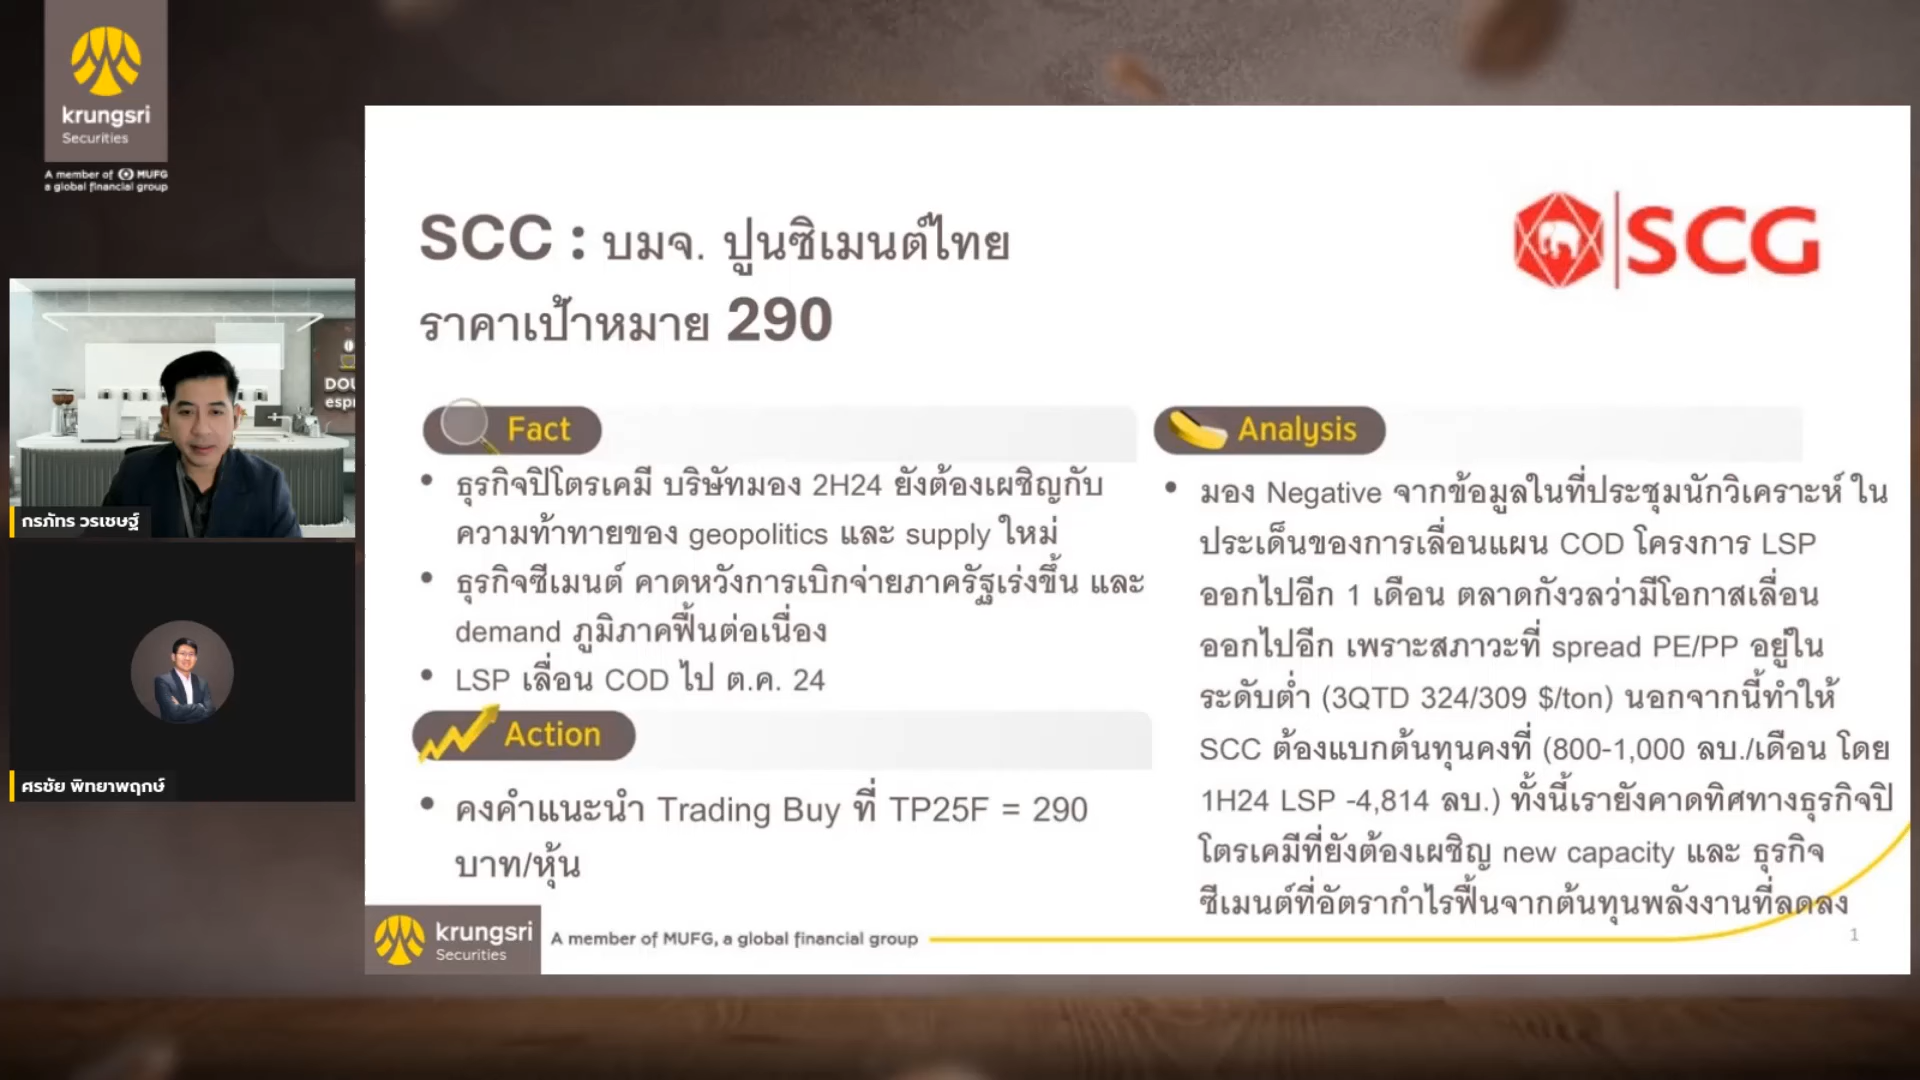 krungsri
Securities
A member of MUFG
a global financial group
SCC : บมจ. ปูนซิเมนต์ไทย
ราคาเป้าหมาย 290
SCG
Fact
• ธุรกิจปิโตรเคมี บริษัทมอง 2H24 ยังต้องเผชิญกับ
ความท้าทายของ geopolitics และ supply ใหม่
• ธุรกิจซีเมนต์ คาดหวังการเบิกจ่ายภาครัฐเร่งขึ้น และ
demand ภูมิภาคฟื้นต่อเนื่อง
• LSP เลื่อน COD ไป ต.ค. 24
Action
• คงคำแนะนำ Trading Buy ที่ TP25F = 290
บาท/หุ้น
Analysis
• มอง Negative จากข้อมูลในที่ประชุมนักวิเคราะห์ ใน
ประเด็นของการเลื่อนแผน COD โครงการ LSP
ออกไปอีก 1 เดือน ตลาดกังวลว่ามีโอกาสเลื่อน
ออกไปอีก เพราะสภาวะที่ spread PE/PP อยู่ใน
ระดับต่ำ (3QTD 324/309 $/ton) นอกจากนี้ทำให้
SCC ต้องแบกต้นทุนคงที่ (800-1,000 ลบ./เดือน โดย
1H24 LSP -4,814 ลบ.) ทั้งนี้เรายังคาดทิศทางธุรกิจปิ
โตรเคมีที่ยังต้องเผชิญ new capacity และ ธุรกิจ
ซีเมนต์ที่อัตรากำไรฟื้นจากต้นทุนพลังงานที่ลดลง
krungsri
Securities
A member of MUFG, a global financial group
1
กรภัทร วรเชษฐ์
ศรชัย พิทยาพฤกษ์